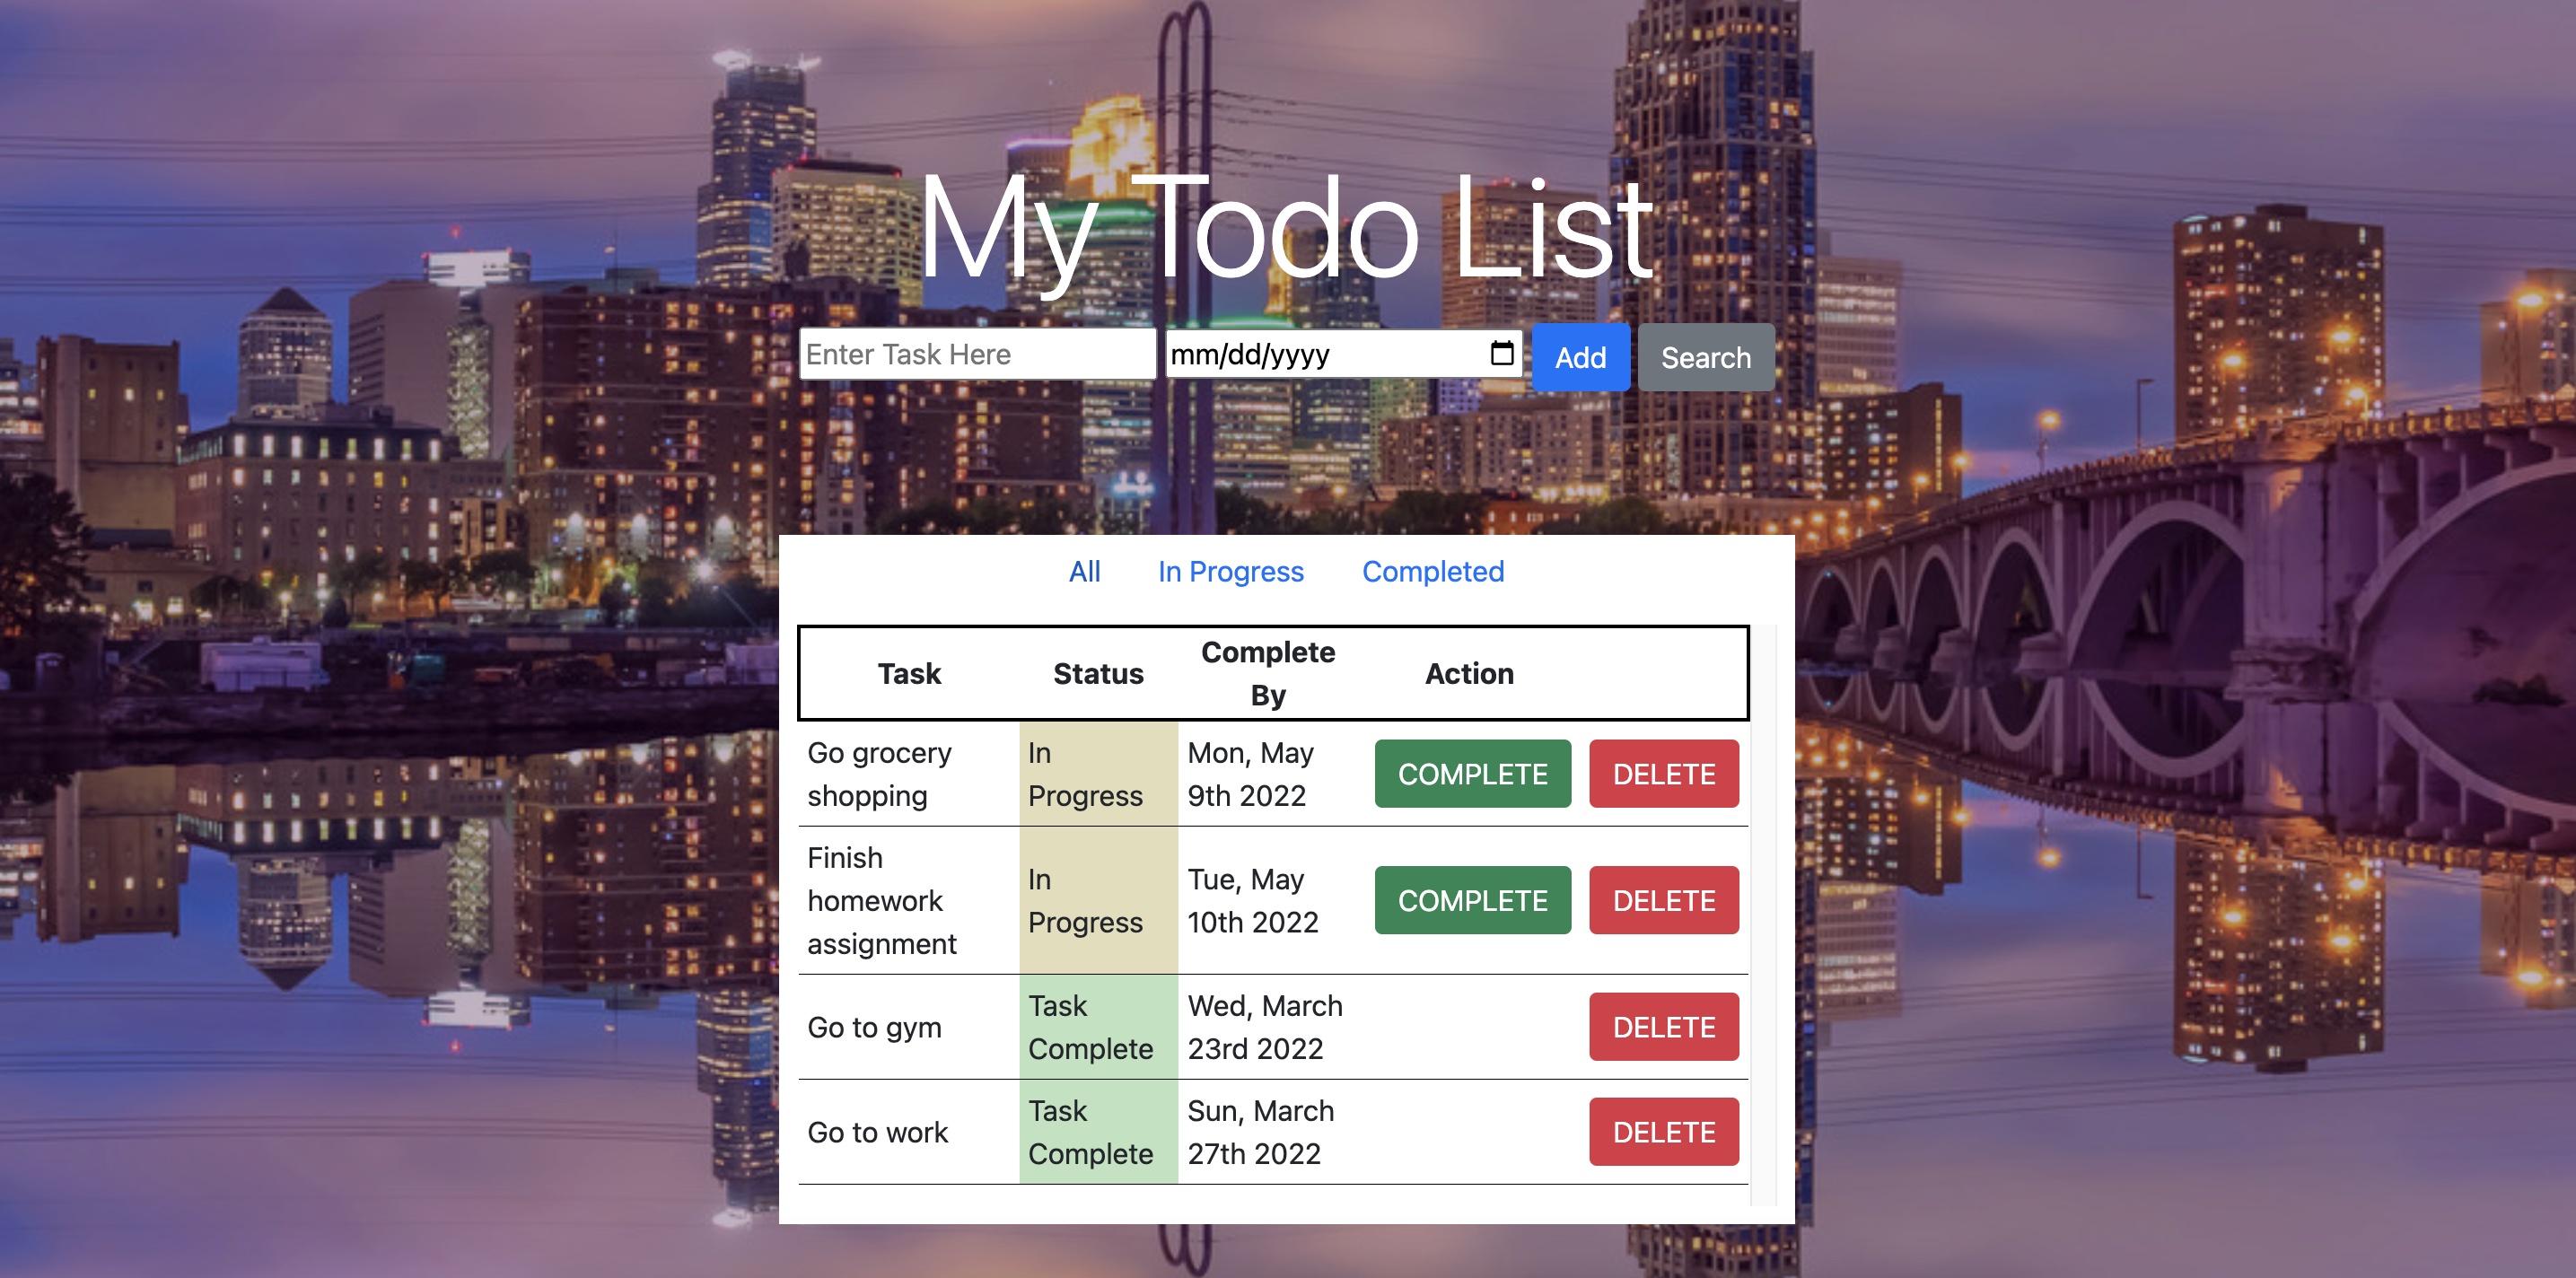 My Todo List
Enter Task Here
mm/dd/yyyy
Add
Search
All
In Progress
Completed
Task
Status
Complete
By
Action
Go grocery
shopping
In
Progress
Mon, May
9th 2022
COMPLETE
DELETE
Finish
homework
assignment
In
Progress
Tue, May
10th 2022
COMPLETE
DELETE
Go to gym
Task
Complete
Wed, March
23rd 2022
DELETE
Go to work
Task
Complete
Sun, March
27th 2022
DELETE